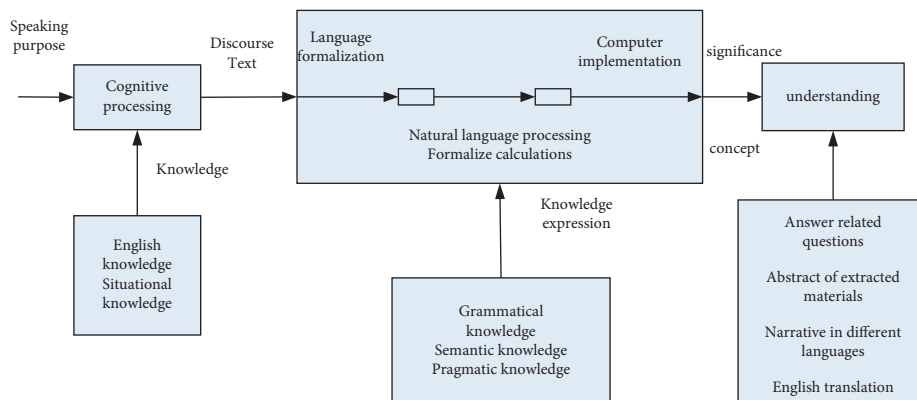 Speaking
purpose
Cognitive
processing
Discourse
Text
Knowledge
English
knowledge
Situational
knowledge
Language
formalization
Computer
implementation
Natural language processing
Formalize calculations
Knowledge
expression
Grammatical
knowledge
Semantic knowledge
Pragmatic knowledge
significance
concept
understanding
Answer related
questions
Abstract of extracted
materials
Narrative in different
languages
English translation